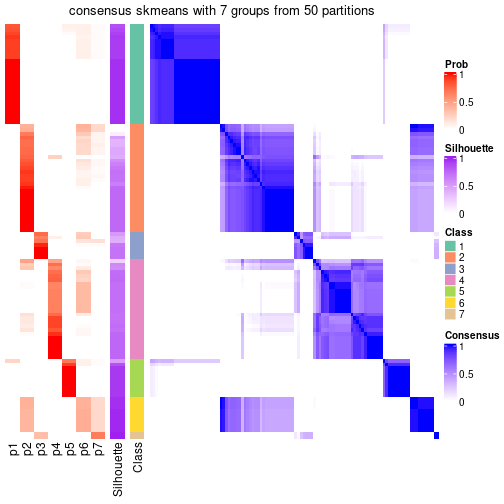 consensus skmeans with 7 groups from 50 partitions
Prob
1
0.5
0
Silhouette
1
0.5
0
Class
1
2
3
4
5
6
7
Consensus
1
0.5
0
p1
p2
p3
p4
p5
p6
p7
Silhouette
Class